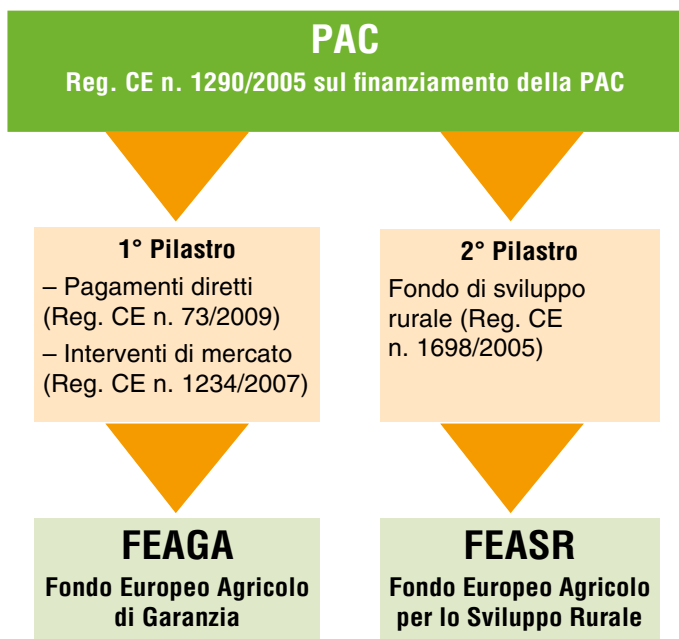 PAC
Reg. CE n. 1290/2005 sul finanziamento della PAC
1° Pilastro
– Pagamenti diretti
(Reg. CE n. 73/2009)
– Interventi di mercato
(Reg. CE n. 1234/2007)
2° Pilastro
Fondo di sviluppo
rurale (Reg. CE
n. 1698/2005)
FEAGA
Fondo Europeo Agricolo
di Garanzia
FEASR
Fondo Europeo Agricolo
per lo Sviluppo Rurale